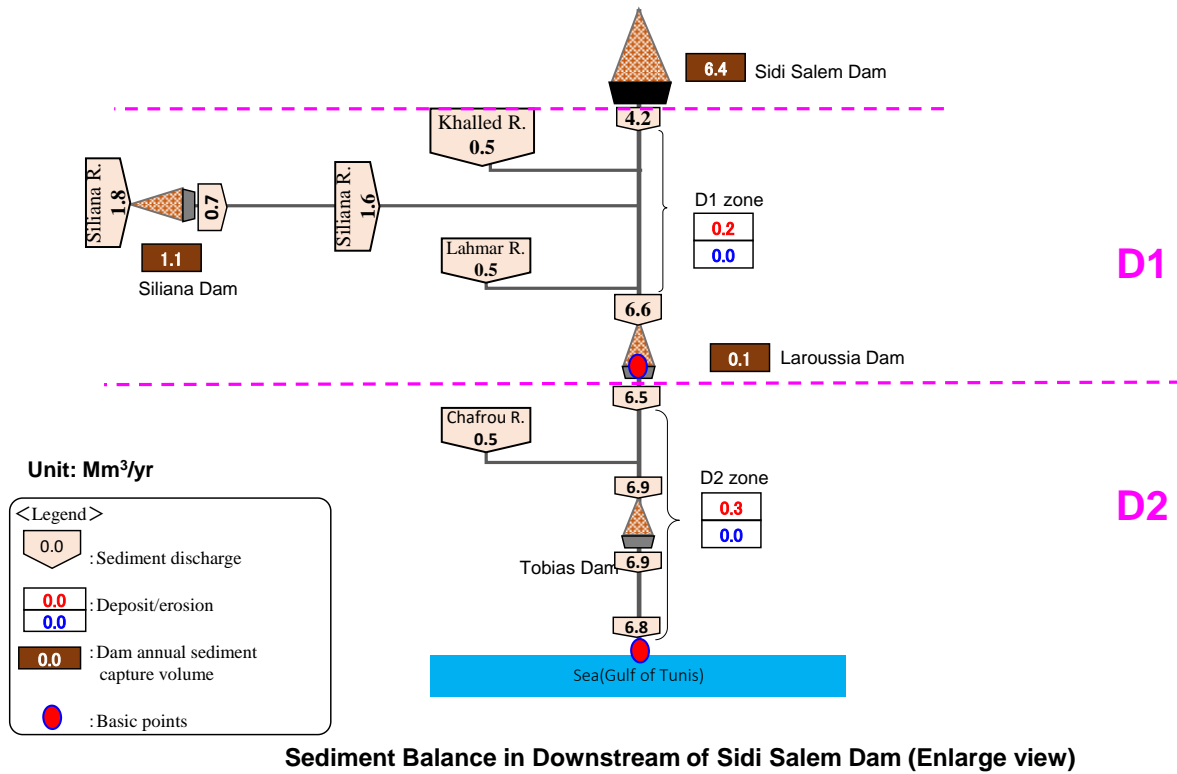 6.4
Sidi Salem Dam
4.2
Khalled R.
0.5
Siliana R.
1.8
0.7
Siliana R.
1.6
D1 zone
0.2
0.0
1.1
Siliana Dam
Lahmar R.
0.5
D1
6.6
0.1
Laroussia Dam
6.5
Chafrou R.
0.5
Unit: Mm³/yr
D2 zone
0.3
0.0
D2
6.9
Tobias Dam
6.9
6.8
Sea(Gulf of Tunis)
<Legend>
0.0
:Sediment discharge
0.0
0.0
:Deposit/erosion
0.0
:Dam annual sediment
capture volume
:Basic points
Sediment Balance in Downstream of Sidi Salem Dam (Enlarge view)